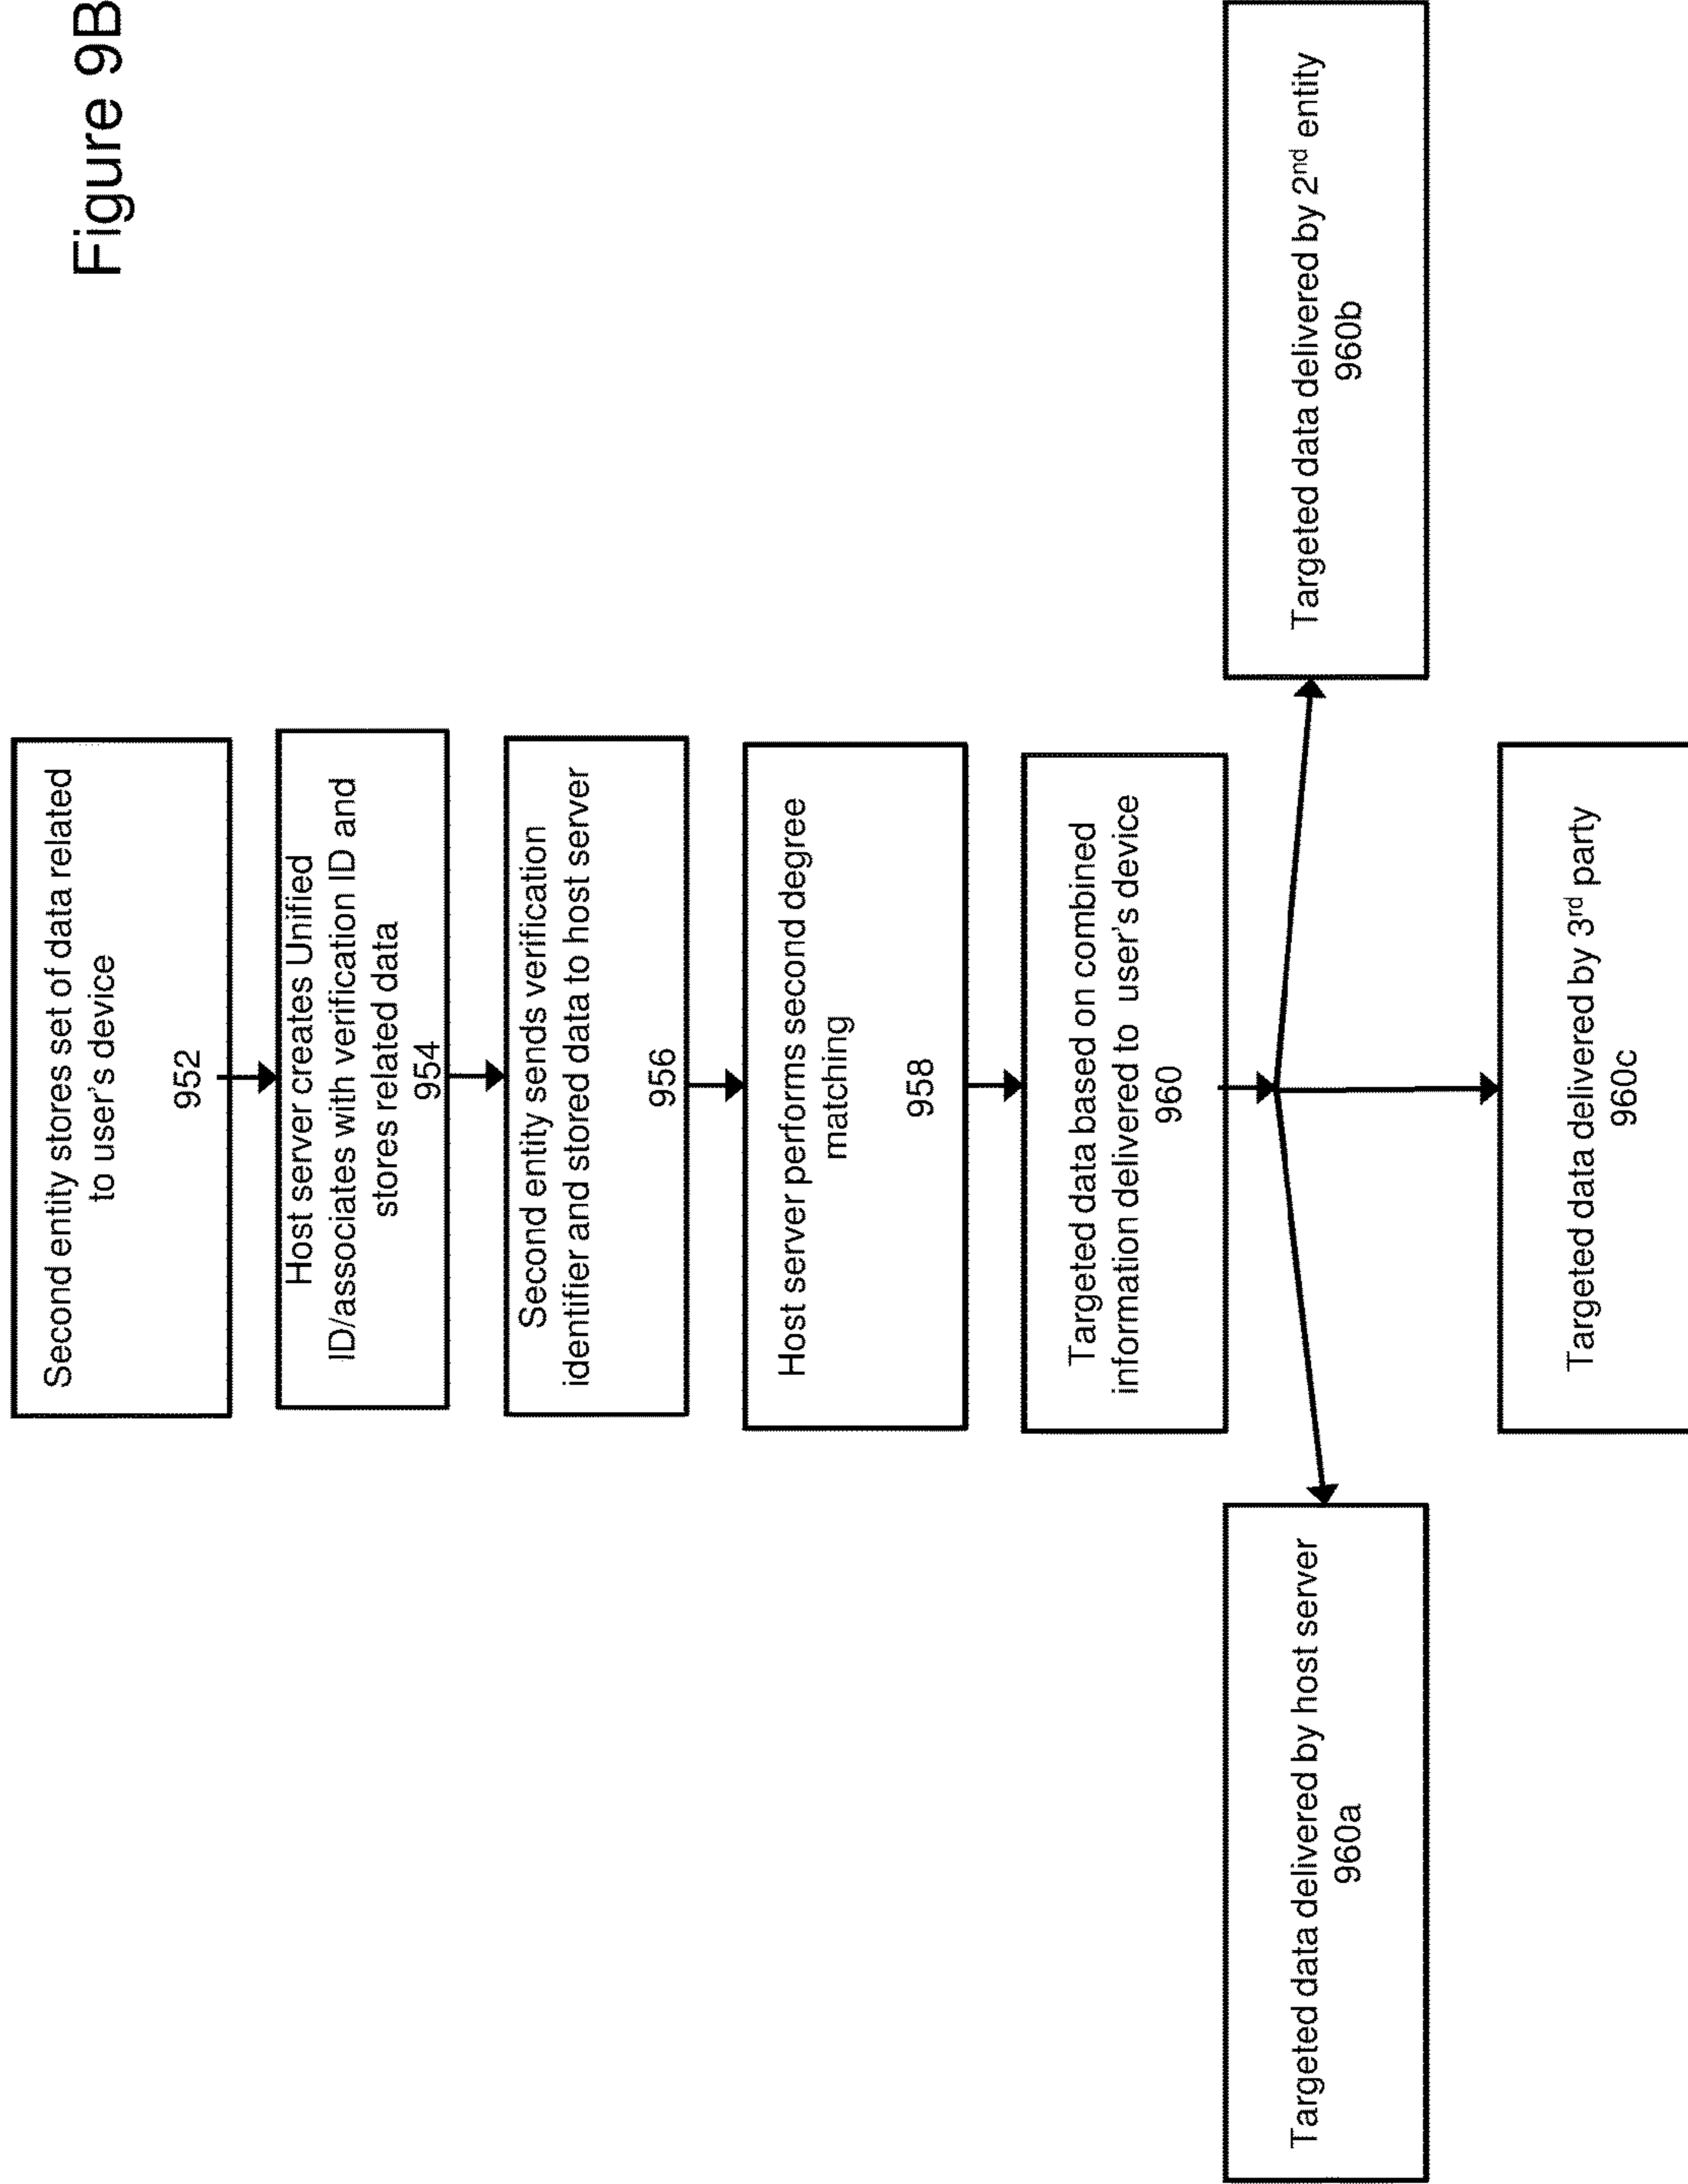 Figure 9B
Second entity stores set of data related
to user's device
952
Host server creates Unified
ID/associates with verification ID and
stores related data
954
Second entity sends verification
identifier and stored data to host server
956
Host server performs second degree
matching
958
Targeted data based on combined
information delivered to user's device
960
Targeted data delivered by host server
960a
Targeted data delivered by 2nd entity
960b
Targeted data delivered by 3rd party
960c